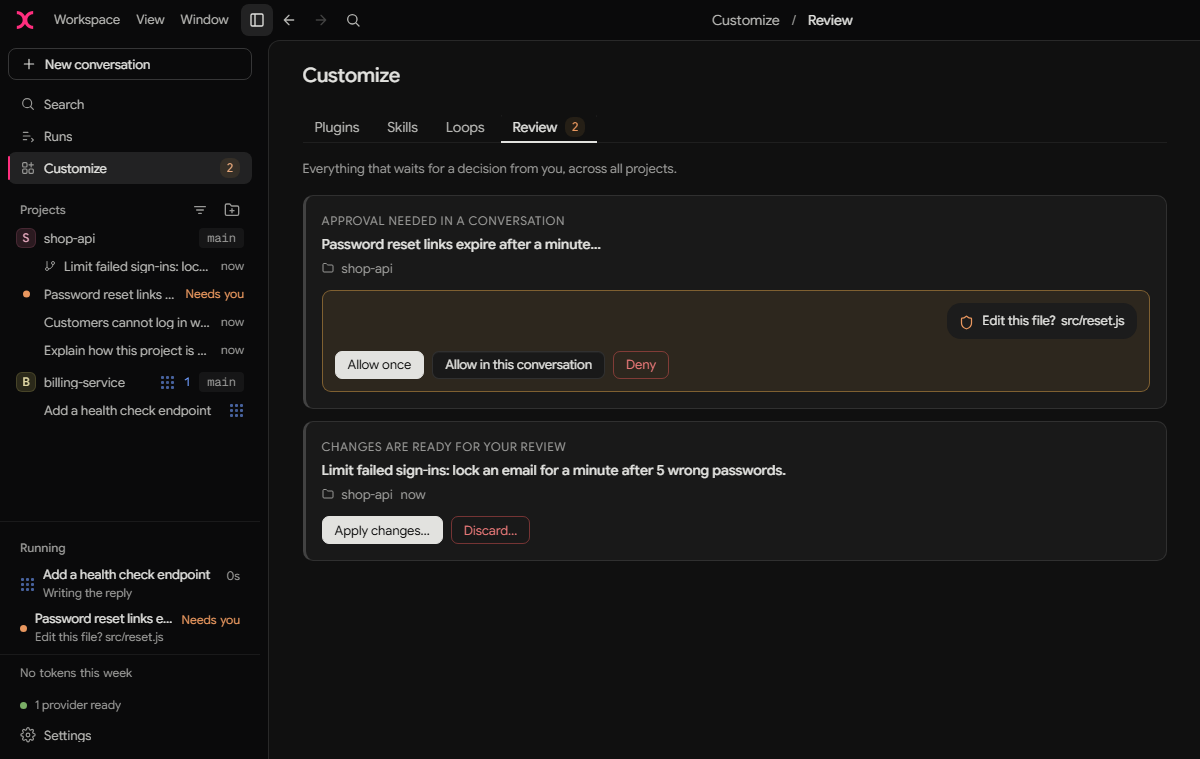 Workspace View Window
Customize / Review
New conversation
Search
Runs
Customize 2
Projects
S shop-api main
Limit failed sign-ins: loc... now
Password reset links ... Needs you
Customers cannot log in w... now
Explain how this project is ... now
B billing-service 1 main
Add a health check endpoint
Running
Add a health check endpoint 0s
Writing the reply
Password reset links e... Needs you
Edit this file? src/reset.js
No tokens this week
1 provider ready
Settings
Customize
Plugins Skills Loops Review 2
Everything that waits for a decision from you, across all projects.
APPROVAL NEEDED IN A CONVERSATION
Password reset links expire after a minute...
shop-api
Edit this file? src/reset.js
Allow once Allow in this conversation Deny
CHANGES ARE READY FOR YOUR REVIEW
Limit failed sign-ins: lock an email for a minute after 5 wrong passwords.
shop-api now
Apply changes... Discard...